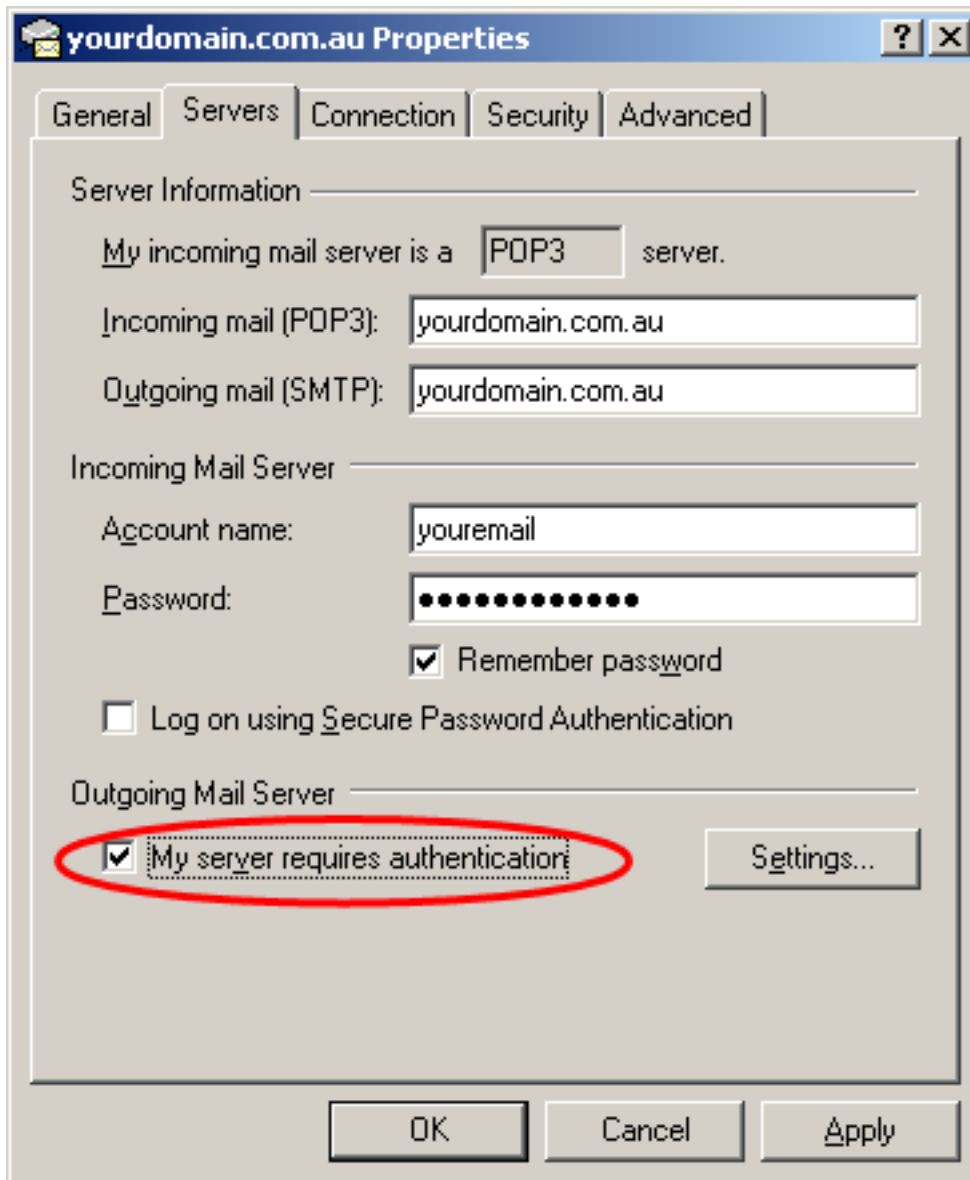 yourdomain.com.au Properties
General Servers Connection Security Advanced
Server Information
My incoming mail server is a POP3 server.
Incoming mail (POP3): yourdomain.com.au
Outgoing mail (SMTP): yourdomain.com.au
Incoming Mail Server
Account name: youremail
Password: ●●●●●●●●●●●●
Remember password
Log on using Secure Password Authentication
Outgoing Mail Server
My server requires authentication Settings...
OK Cancel Apply